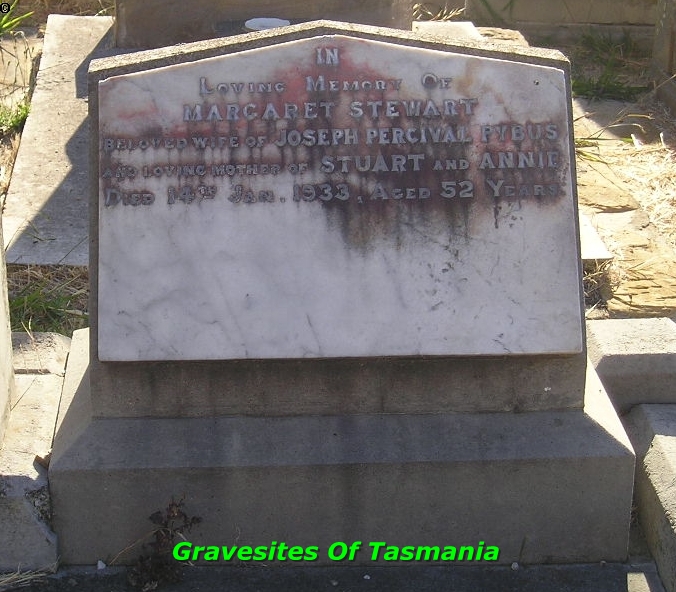 IN
LOVING MEMORY OF
MARGARET STEWART
BELOVED WIFE OF JOSEPH PERCIVAL PYBUS
AND LOVING MOTHER OF STUART AND ANNIE
DIED 14TH JAN. 1933, AGED 52 YEARS.
Gravesites Of Tasmania